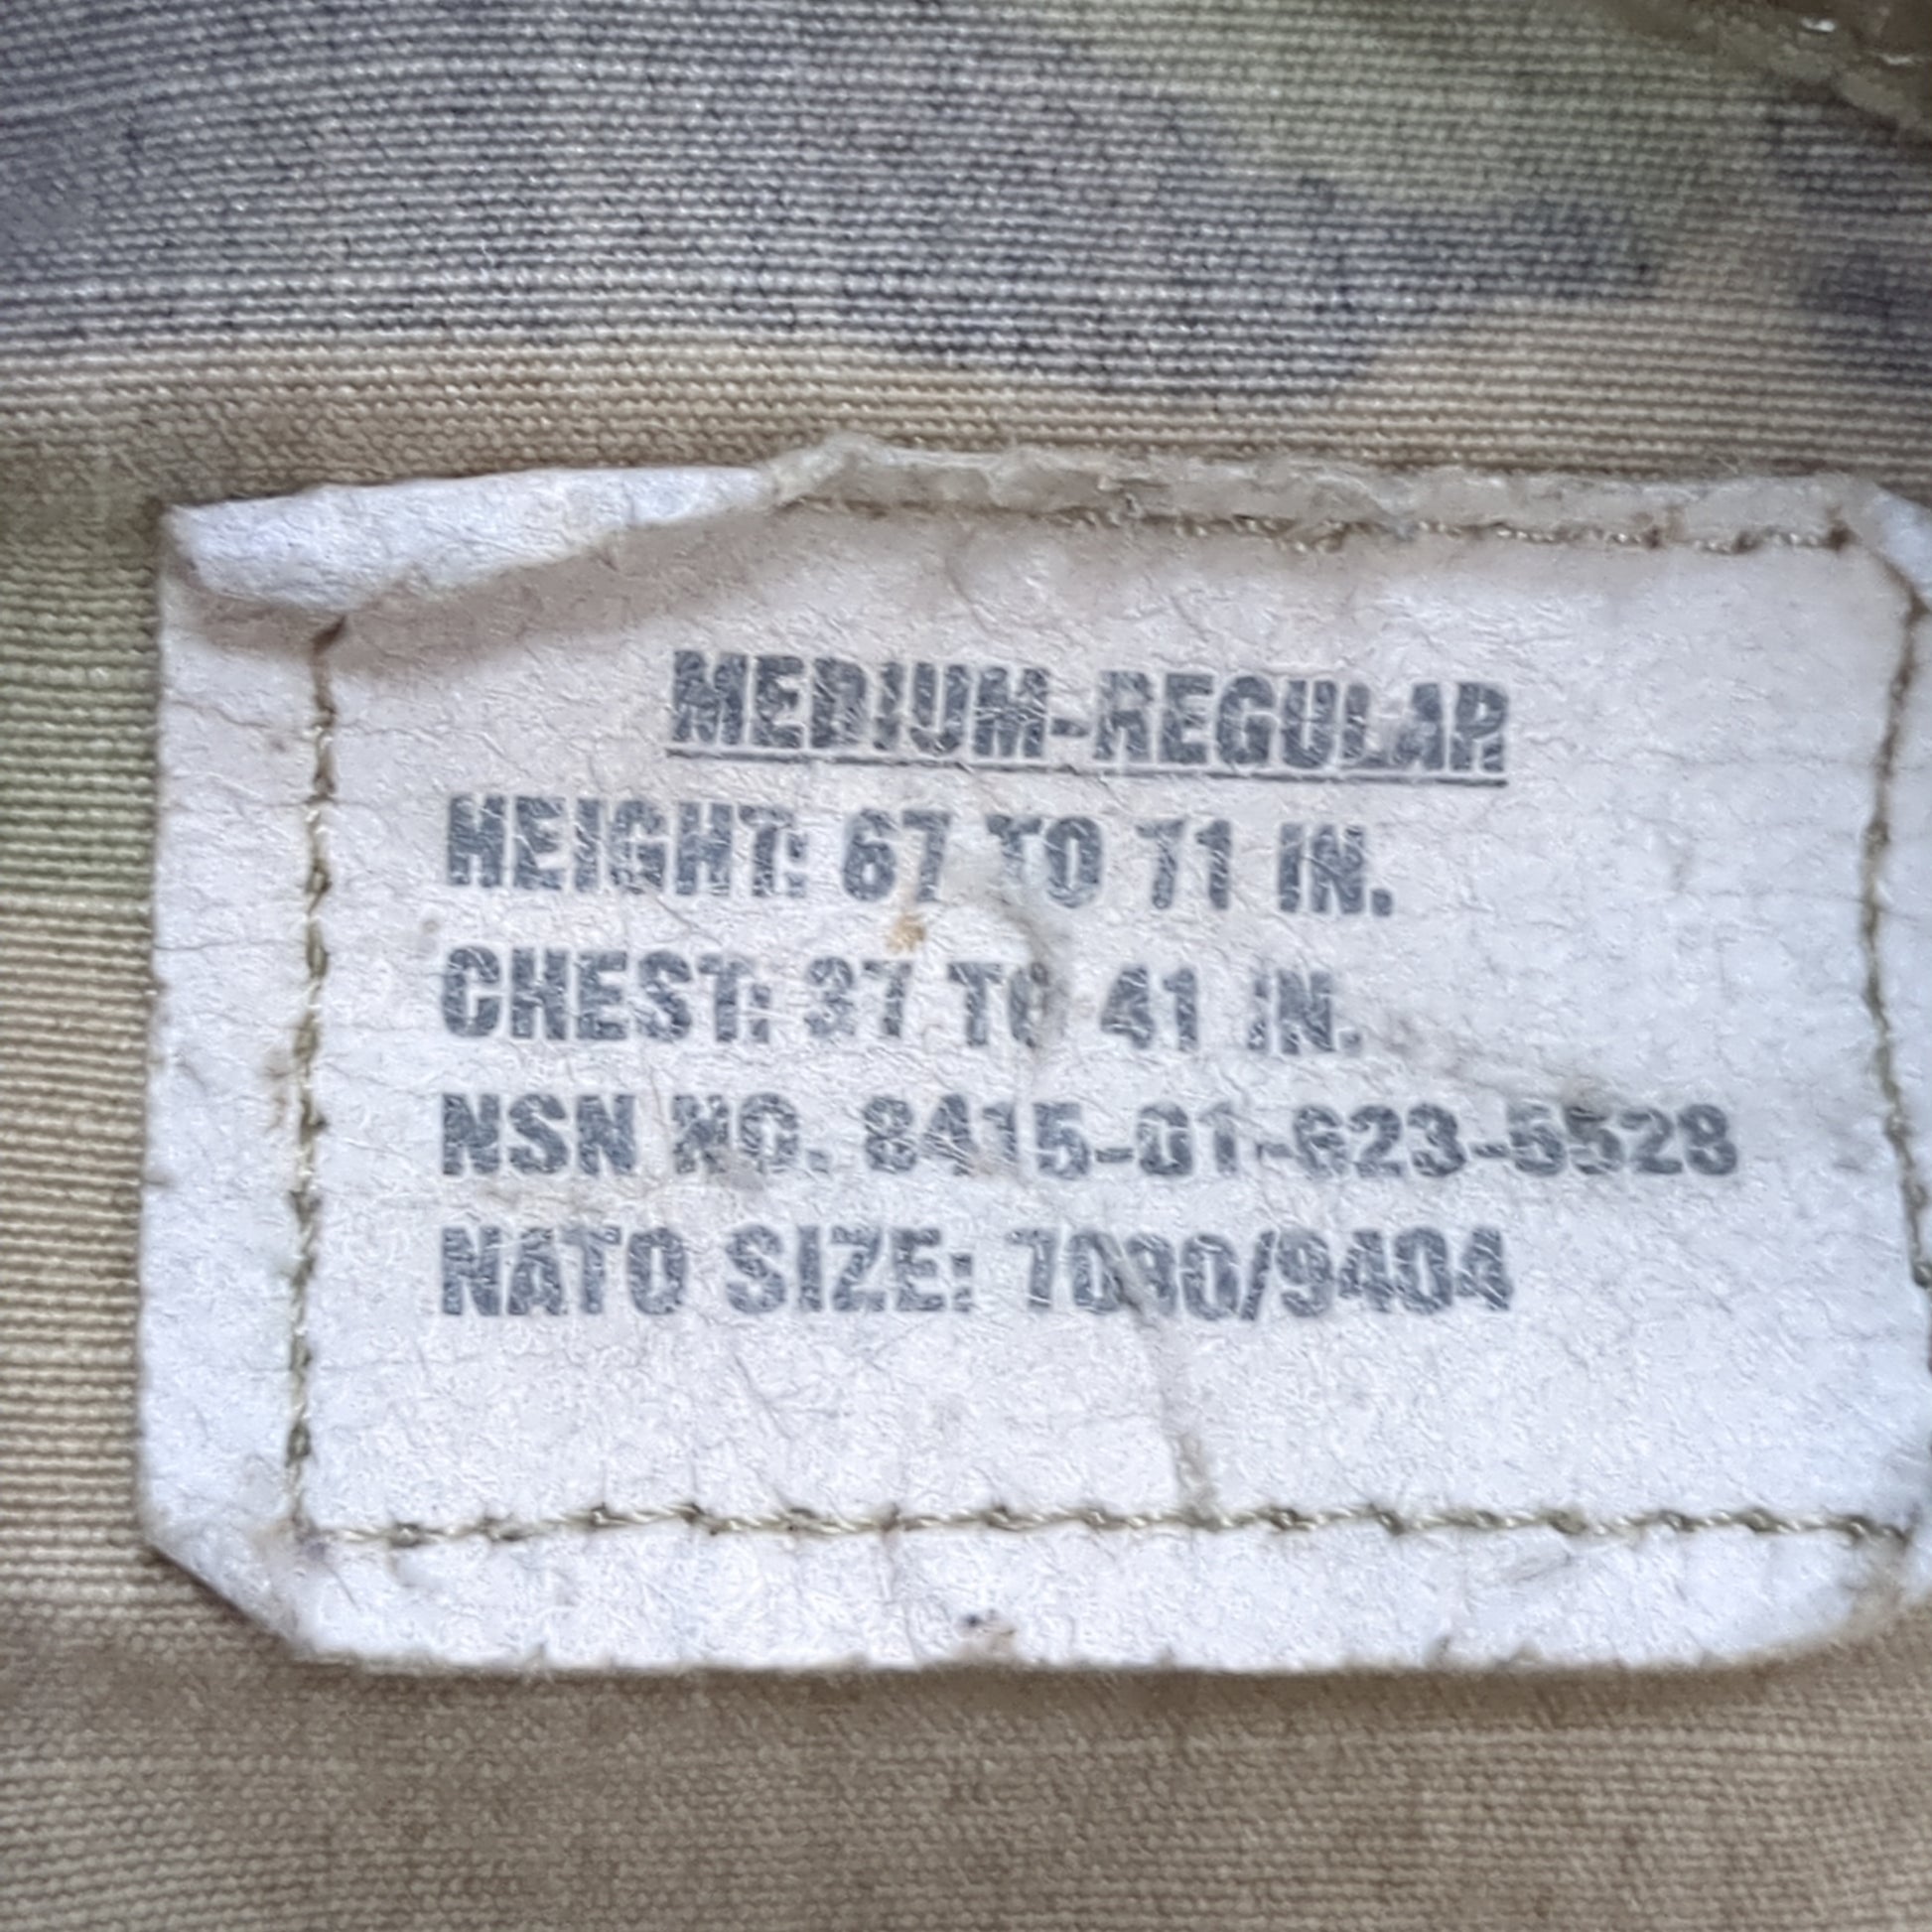 MEDIUM-REGULAR
HEIGHT: 67 TO 71 IN.
CHEST: 37 TO 41 IN.
NSN NO. 8415-01-623-5528
NATO SIZE: 7080/9404